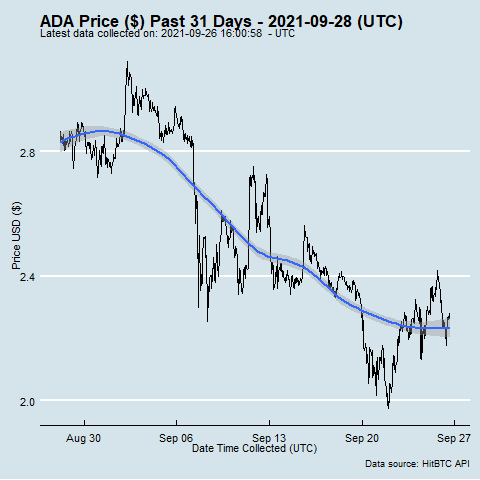 ADA Price ($) Past 31 Days - 2021-09-28 (UTC)
Latest data collected on: 2021-09-26 16:00:58 - UTC
Price USD ($)
2.8
2.4
2.0
Aug 30 Sep 06 Sep 13 Sep 20 Sep 27
Date Time Collected (UTC)
Data source: HitBTC API